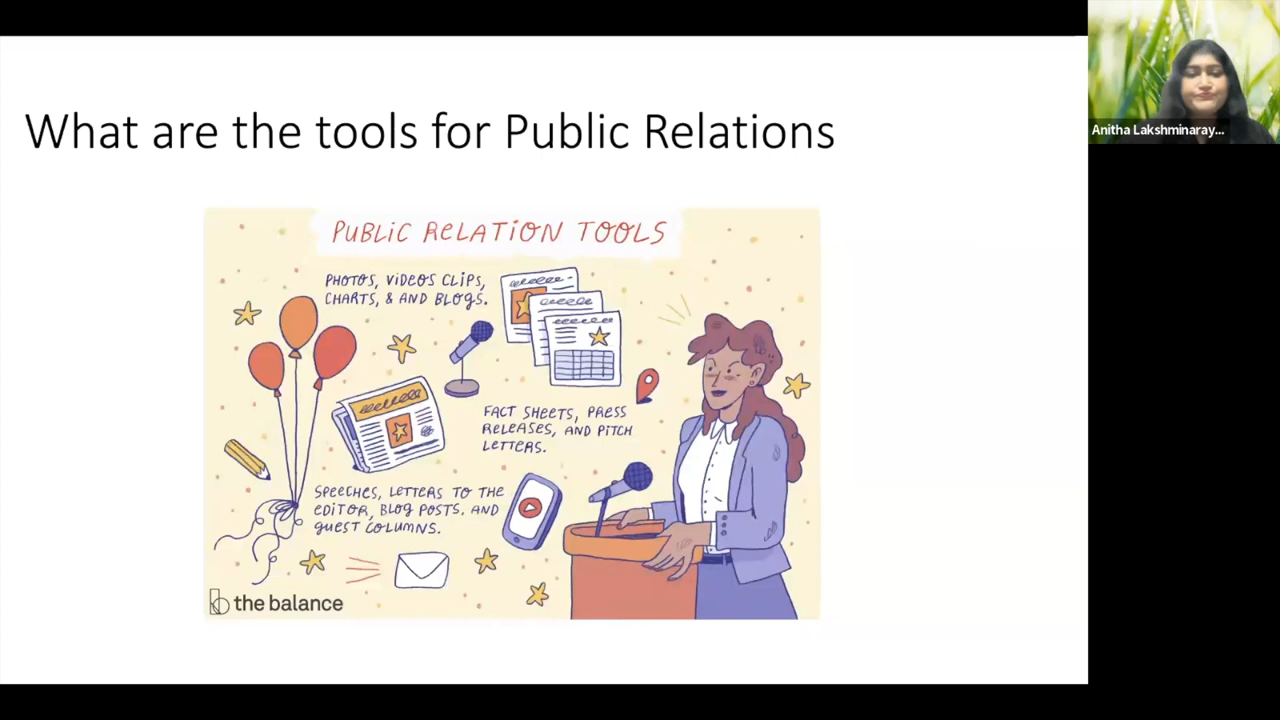 What are the tools for Public Relations
PUBLIC RELATION TOOLS
PHOTOS, VIDEOS CLIPS,
CHARTS, & AND BLOGS.
FACT SHEETS, PRESS
RELEASES, AND PITCH
LETTERS.
SPEECHES, LETTERS TO THE
EDITOR, BLOG POSTS. AND
GUEST COLUMNS.
the balance
Anitha Lakshminaray...